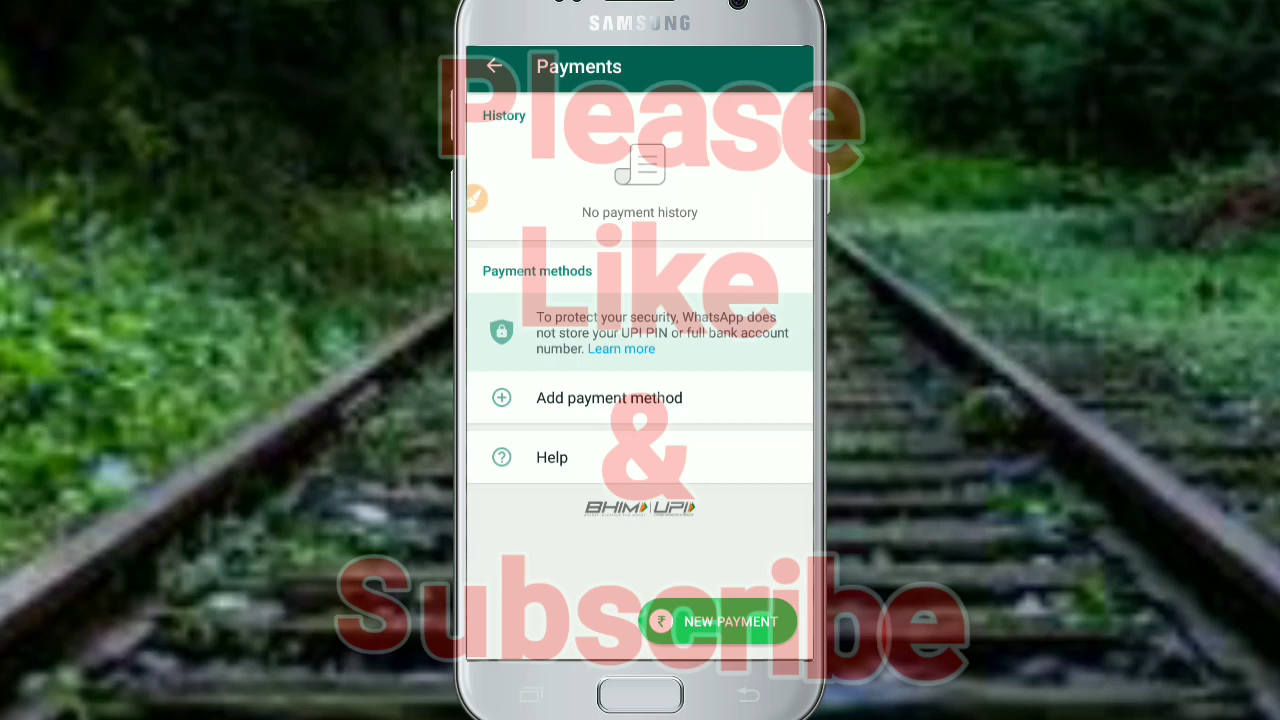 SAMSUNG
Payments
Please
History
No payment history
Like
Payment methods
To protect your security, WhatsApp does
not store your UPI PIN or full bank account
number. Learn more
Add payment method
&
Help
BHIM UPI
Subscribe
₹ NEW PAYMENT